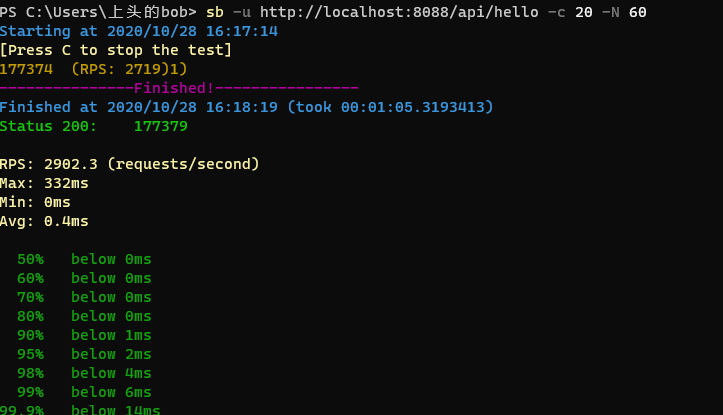 PS C:\Users\上头的bob> sb -u http://localhost:8088/api/hello -c 20 -N 60
Starting at 2020/10/28 16:17:14
[Press C to stop the test]
177374  (RPS: 2719)1)
---------------Finished!----------------
Finished at 2020/10/28 16:18:19 (took 00:01:05.3193413)
Status 200:    177379
RPS: 2902.3 (requests/second)
Max: 332ms
Min: 0ms
Avg: 0.4ms
50%   below 0ms
60%   below 0ms
70%   below 0ms
80%   below 0ms
90%   below 1ms
95%   below 2ms
98%   below 4ms
99%   below 6ms
99.9%   below 14ms